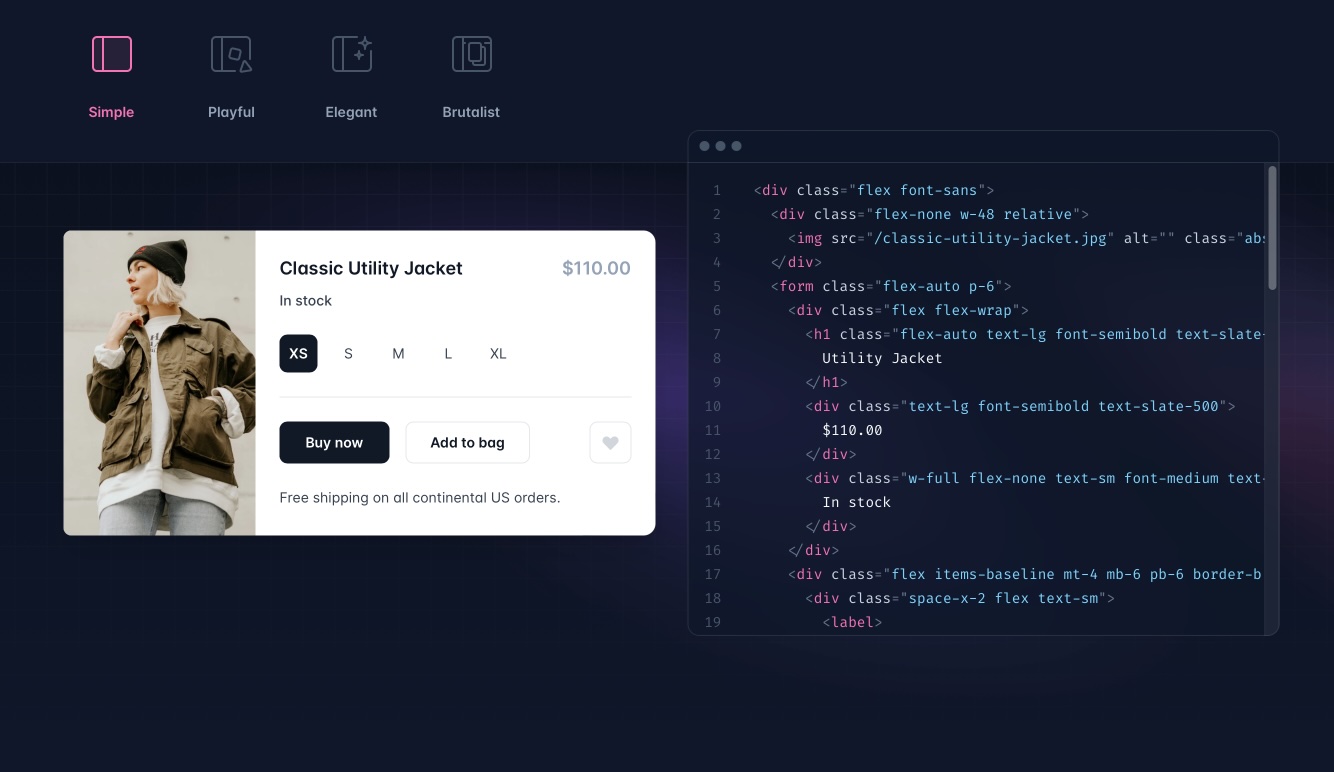 Simple
Playful
Elegant
Brutalist
Classic Utility Jacket
$110.00
In stock
XS
S
M
L
XL
Buy now
Add to bag
Free shipping on all continental US orders.
1 <div class="flex font-sans">
2 <div class="flex-none w-48 relative">
3 <img src="/classic-utility-jacket.jpg" alt="" class="abs
4 </div>
5 <form class="flex-auto p-6">
6 <div class="flex flex-wrap">
7 <h1 class="flex-auto text-lg font-semibold text-slate-
8 Utility Jacket
9 </h1>
10 <div class="text-lg font-semibold text-slate-500">
11 $110.00
12 </div>
13 <div class="w-full flex-none text-sm font-medium text-
14 In stock
15 </div>
16 </div>
17 <div class="flex items-baseline mt-4 mb-6 pb-6 border-b
18 <div class="space-x-2 flex text-sm">
19 <label>